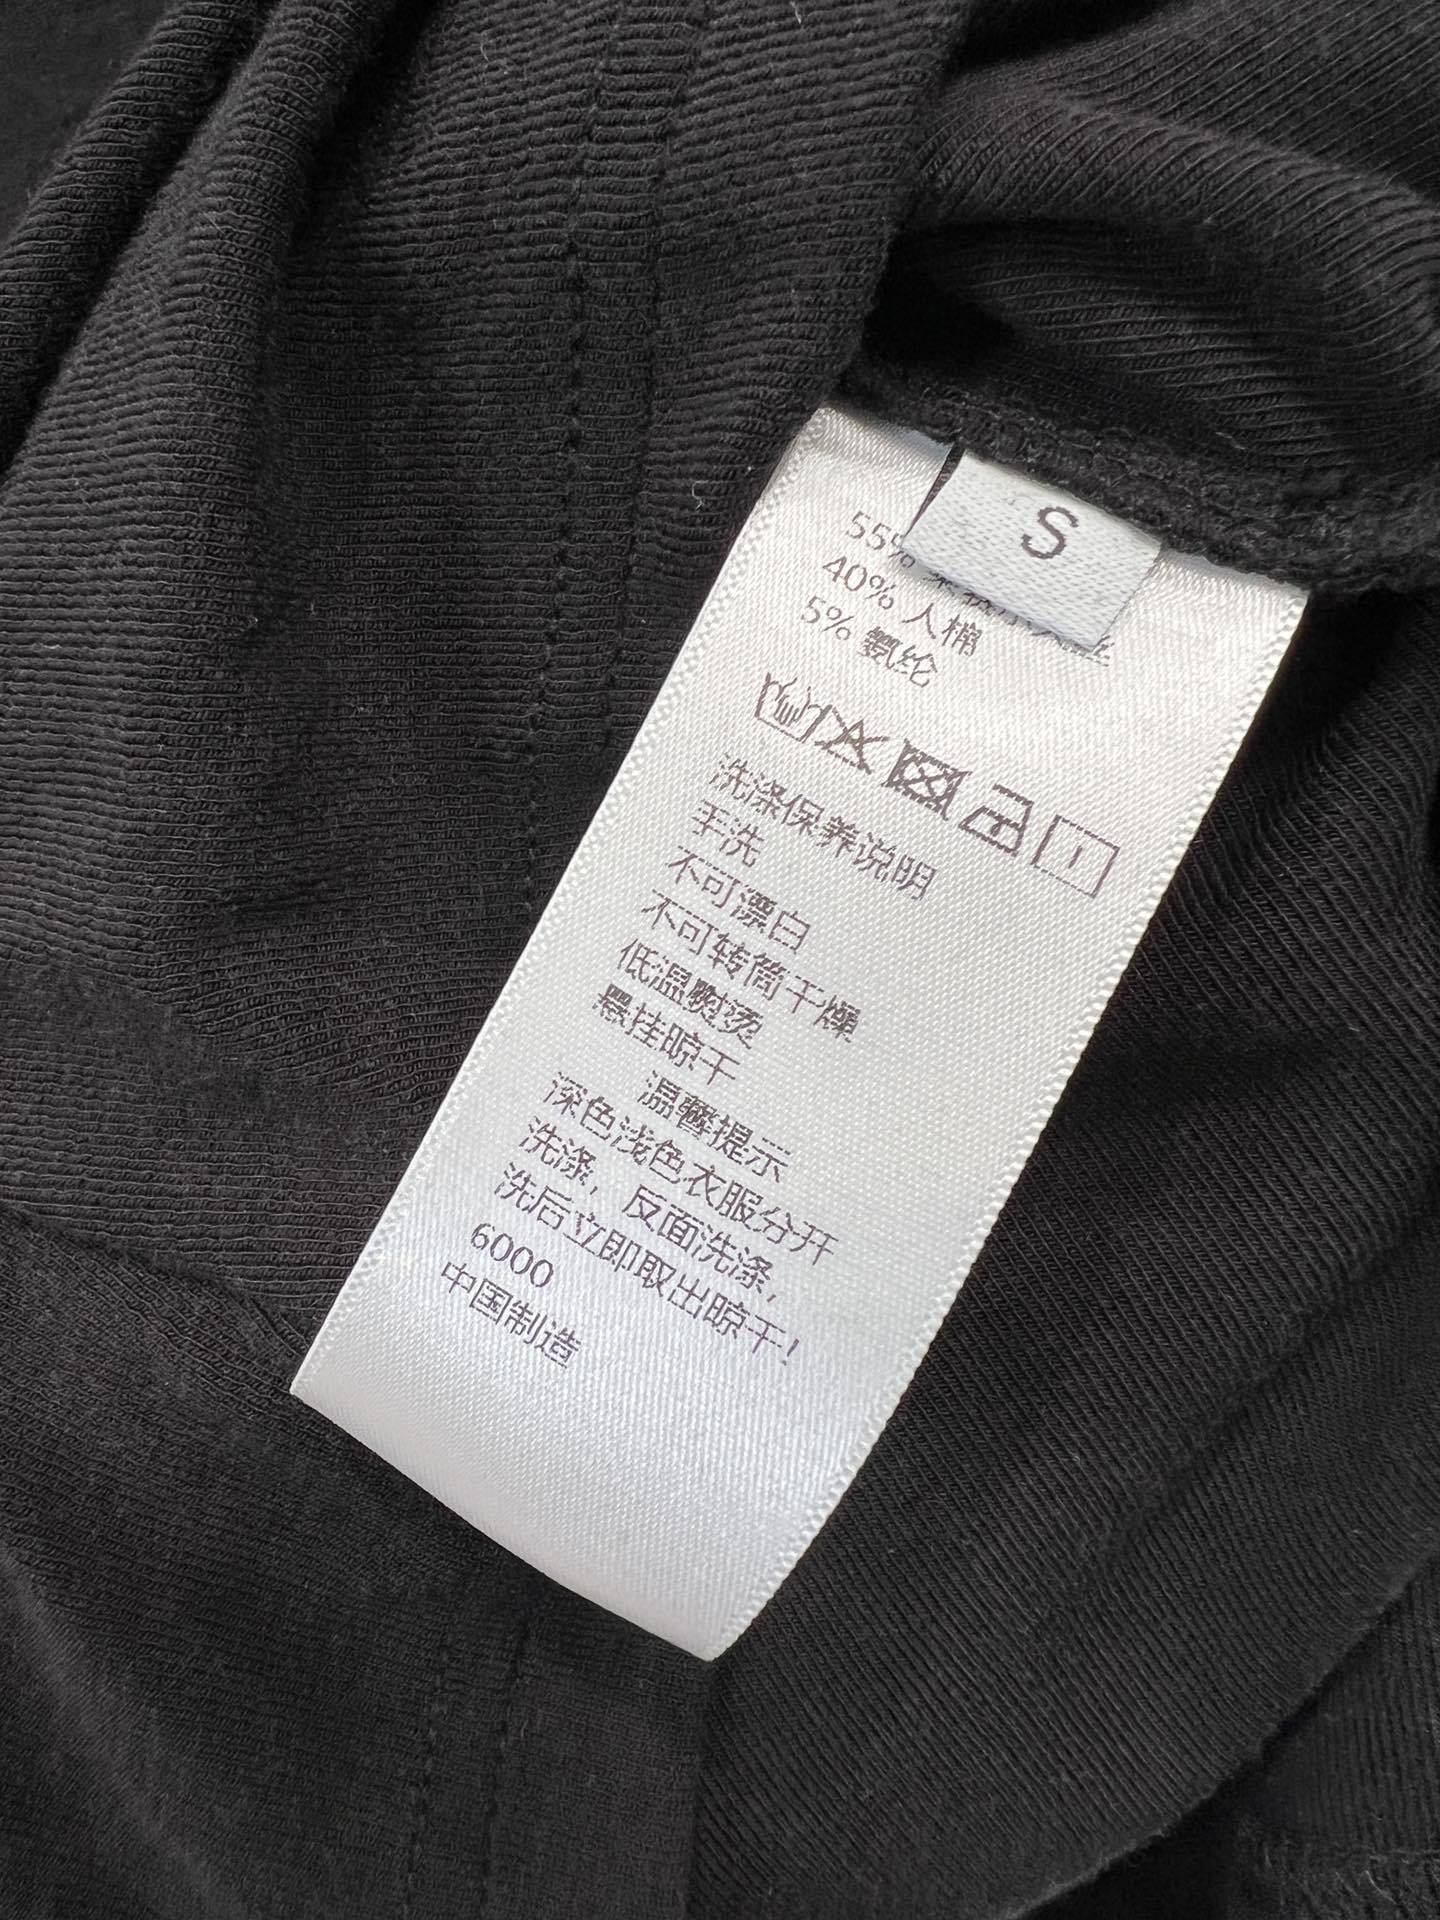 S
55%
40% 人棉
5% 氨纶
洗涤保养说明
手洗
不可漂白
不可转筒干燥
低温熨烫
悬挂晾干
温馨提示
深色浅色衣服分开
洗涤，反面洗涤，
洗后立即取出晾干！
6000
中国制造